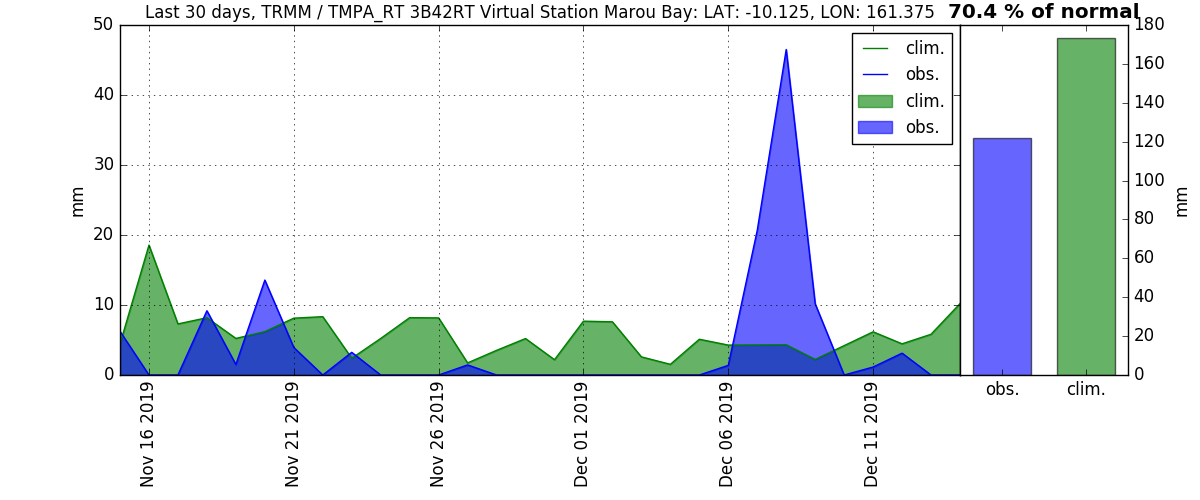 Last 30 days, TRMM / TMPA_RT 3B42RT Virtual Station Marou Bay: LAT: -10.125, LON: 161.375
70.4 % of normal
50
40
30
20
10
0
mm
clim.
obs.
clim.
obs.
Nov 16 2019
Nov 21 2019
Nov 26 2019
Dec 01 2019
Dec 06 2019
Dec 11 2019
180
160
140
120
100
80
60
40
20
0
mm
obs.
clim.